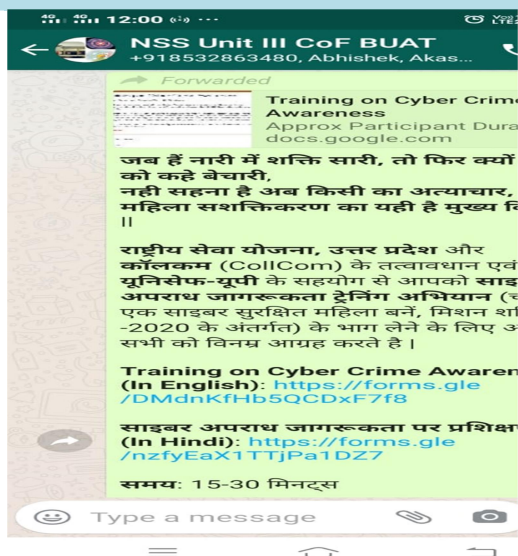 4G 4G 12:00
NSS Unit III CoF BUAT
+918532863480, Abhishek, Akas...
Forwarded
Training on Cyber Crime
Awareness
Approx Participant Dura
docs.google.com
जब हैं नारी में शक्ति सारी, तो फिर क्यों
को कहे बेचारी,
नही सहना है अब किसी का अत्याचार,
महिला सशक्तिकरण का यही है मुख्य वि
||
राष्ट्रीय सेवा योजना, उत्तर प्रदेश और
कॉलकम (CollCom) के तत्वावधान एवं
यूनिसेफ-यूपी के सहयोग से आपको साइ
अपराध जागरूकता ट्रेनिंग अभियान (च
एक साइबर सुरक्षित महिला बनें, मिशन शि
-2020 के अंतर्गत) के भाग लेने के लिए अ
सभी को विनम्र आग्रह करते है |
Training on Cyber Crime Awaren
(In English): https://forms.gle
/DMdnKfHb5QCDxF7f8
साइबर अपराध जागरूकता पर प्रशिक्ष
(In Hindi): https://forms.gle
/nzfyEaX1TTjPa1DZ7
समय: 15-30 मिनट्स
Type a message